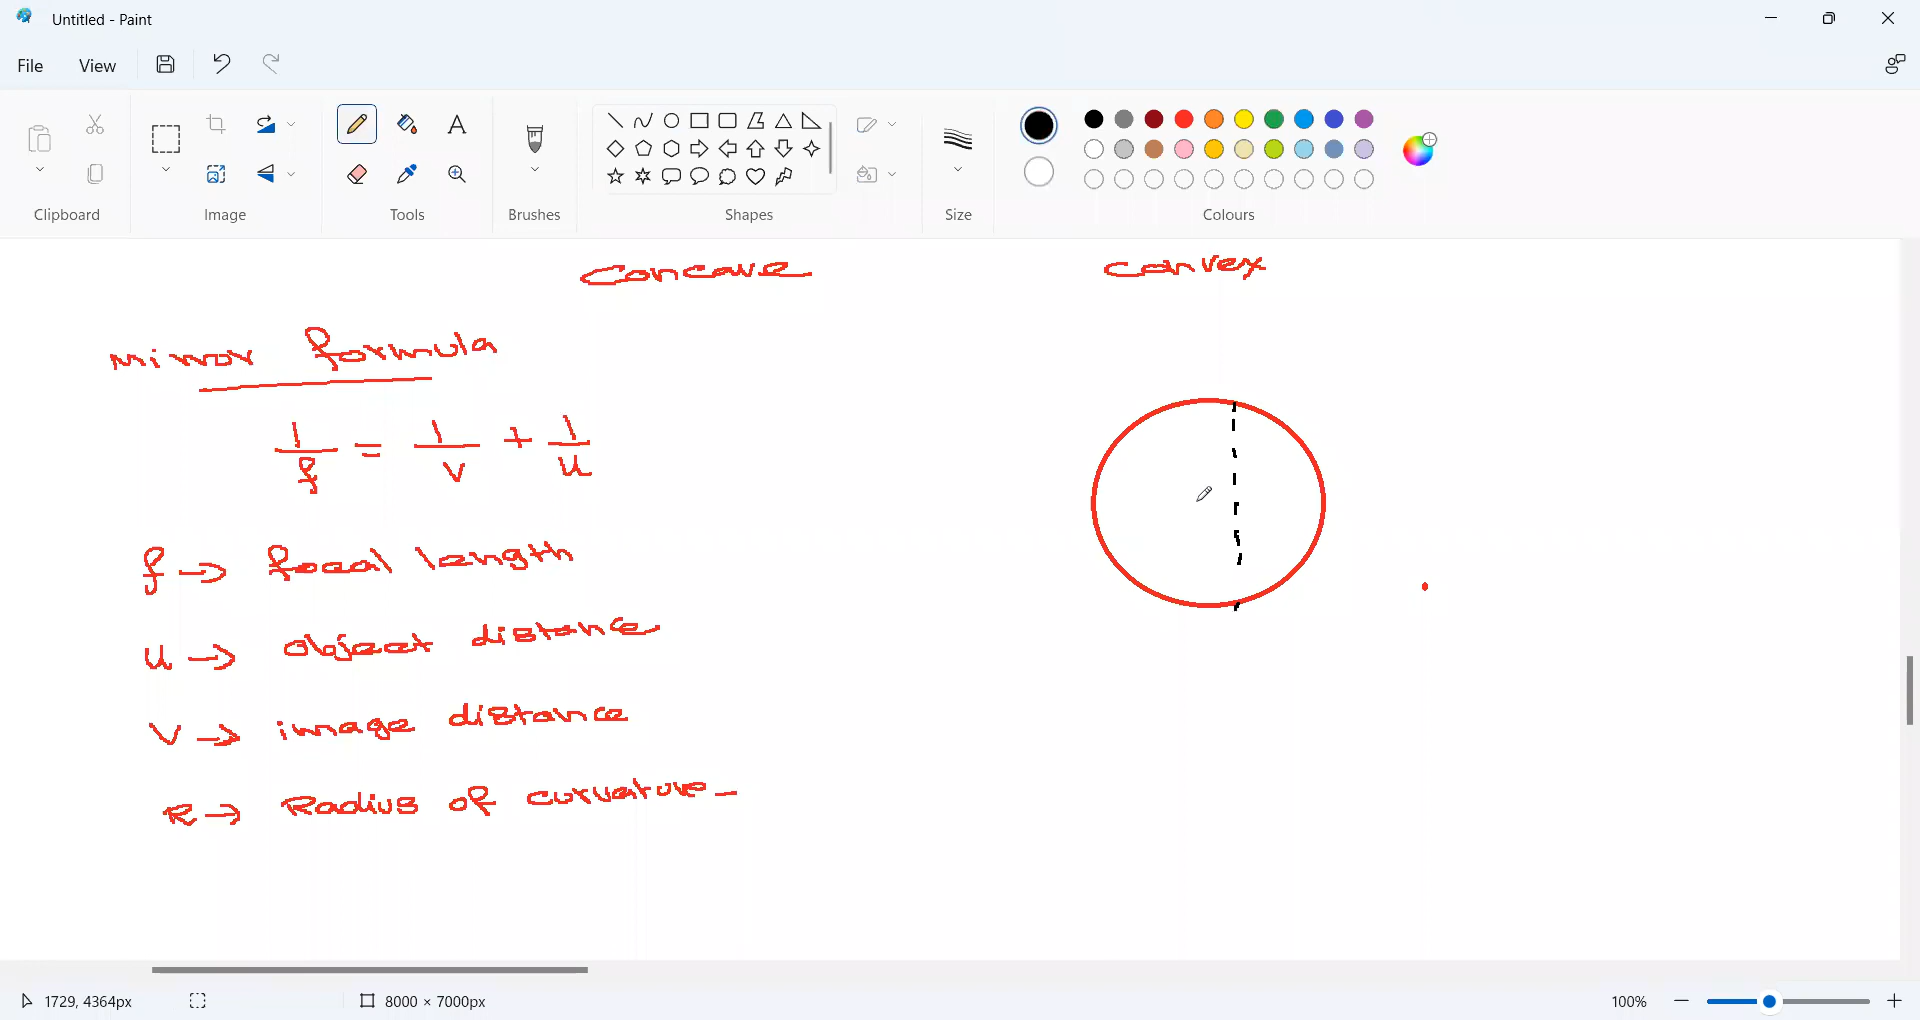 Untitled - Paint
File View
Clipboard Image Tools Brushes Shapes Size Colours
Concave convex
mirror formula
1/f = 1/v + 1/u
f → focal length
u → object distance
v → image distance
R → Radius of curvature
1729, 4364px 8000 × 7000px 100%